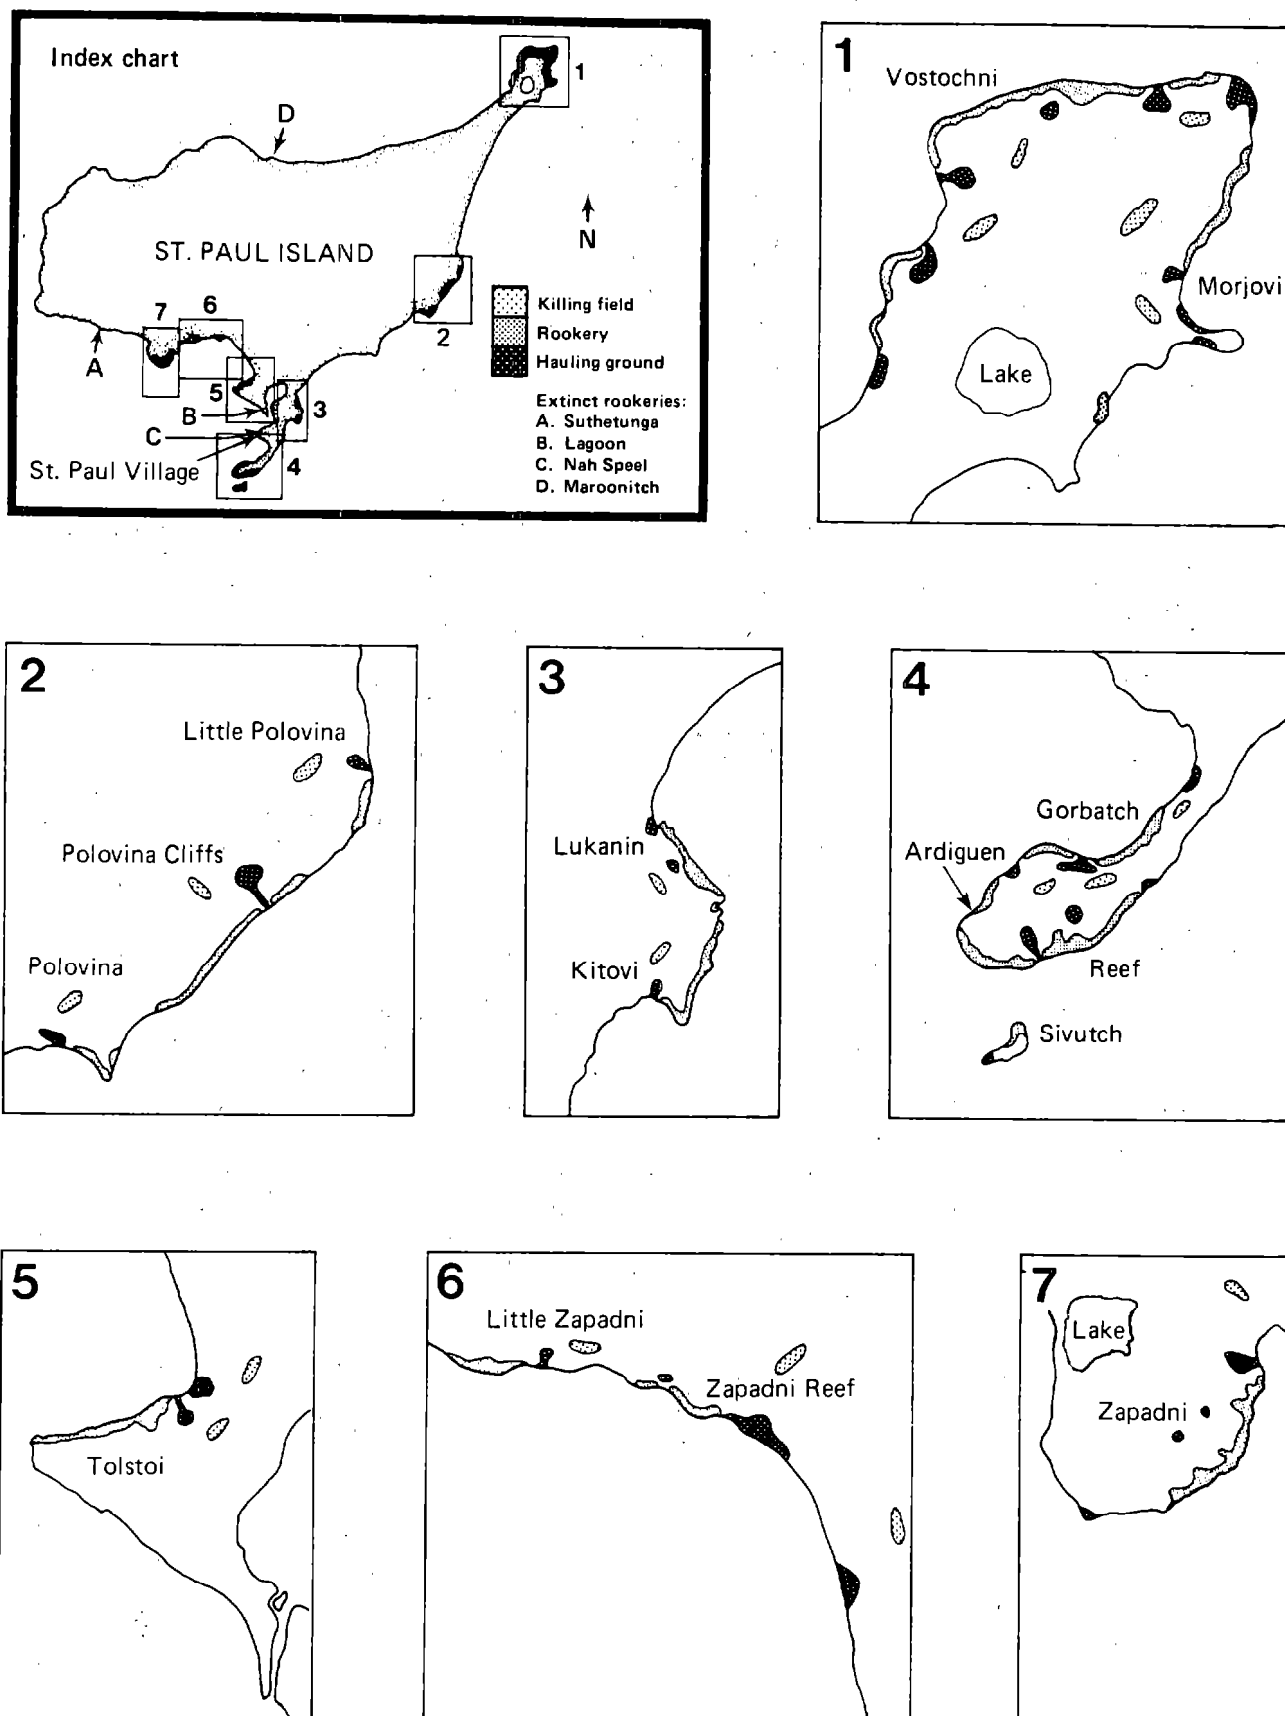 Index chart
1
D
N
ST. PAUL ISLAND
7
6
2
A
5
B
3
C
4
St. Paul Village
Killing field
Rookery
Hauling ground
Extinct rookeries:
A. Suthetunga
B. Lagoon
C. Nah Speel
D. Maroonitch
1
Vostochni
Morjovi
Lake
2
Little Polovina
Polovina Cliffs
Polovina
3
Lukanin
Kitovi
4
Gorbatch
Ardiguen
Reef
Sivutch
5
Tolstoi
6
Little Zapadni
Zapadni Reef
7
Lake
Zapadni